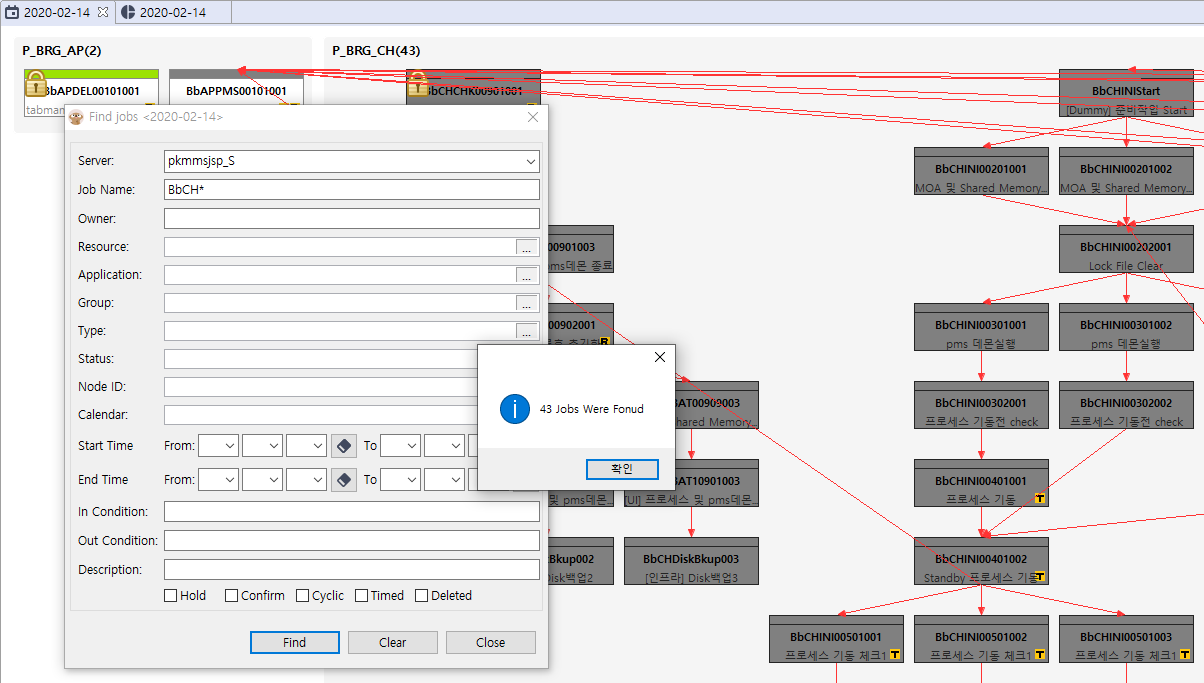 2020-02-14
2020-02-14
P_BRG_AP(2)
P_BRG_CH(43)
BbAPDEL00101001
tabman
BbAPPMS00101001
BbCHCHK00901001
BbCHINIStart
[Dummy] 준비작업 Start
Find jobs <2020-02-14>
Server:
pkmmsjsp_S
Job Name:
BbCH*
Owner:
Resource:
...
Application:
...
Group:
...
Type:
...
Status:
Node ID:
Calendar:
Start Time
From:
To
End Time
From:
To
In Condition:
Out Condition:
Description:
Hold
Confirm
Cyclic
Timed
Deleted
Find
Clear
Close
43 Jobs Were Fonud
확인
BbCHINI00201001
MOA 및 Shared Memory...
BbCHINI00201002
MOA 및 Shared Memory...
00901003
pms데몬 종료
BbCHINI00202001
Lock File Clear
00902001
R
BbCHINI00301001
pms 데몬실행
BbCHINI00301002
pms 데몬실행
BAT00909003
hared Memory...
BbCHINI00302001
프로세스 기동전 check
BbCHINI00302002
프로세스 기동전 check
및 pms데몬...
BAT10901003
[UI] 프로세스 및 pms데몬...
BbCHINI00401001
프로세스 기동
T
Bkup002
Disk백업2
BbCHDiskBkup003
[인프라] Disk백업3
BbCHINI00401002
Standby 프로세스 기동
T
BbCHINI00501001
프로세스 기동 체크1
T
BbCHINI00501002
프로세스 기동 체크1
T
BbCHINI00501003
프로세스 기동 체크1
T